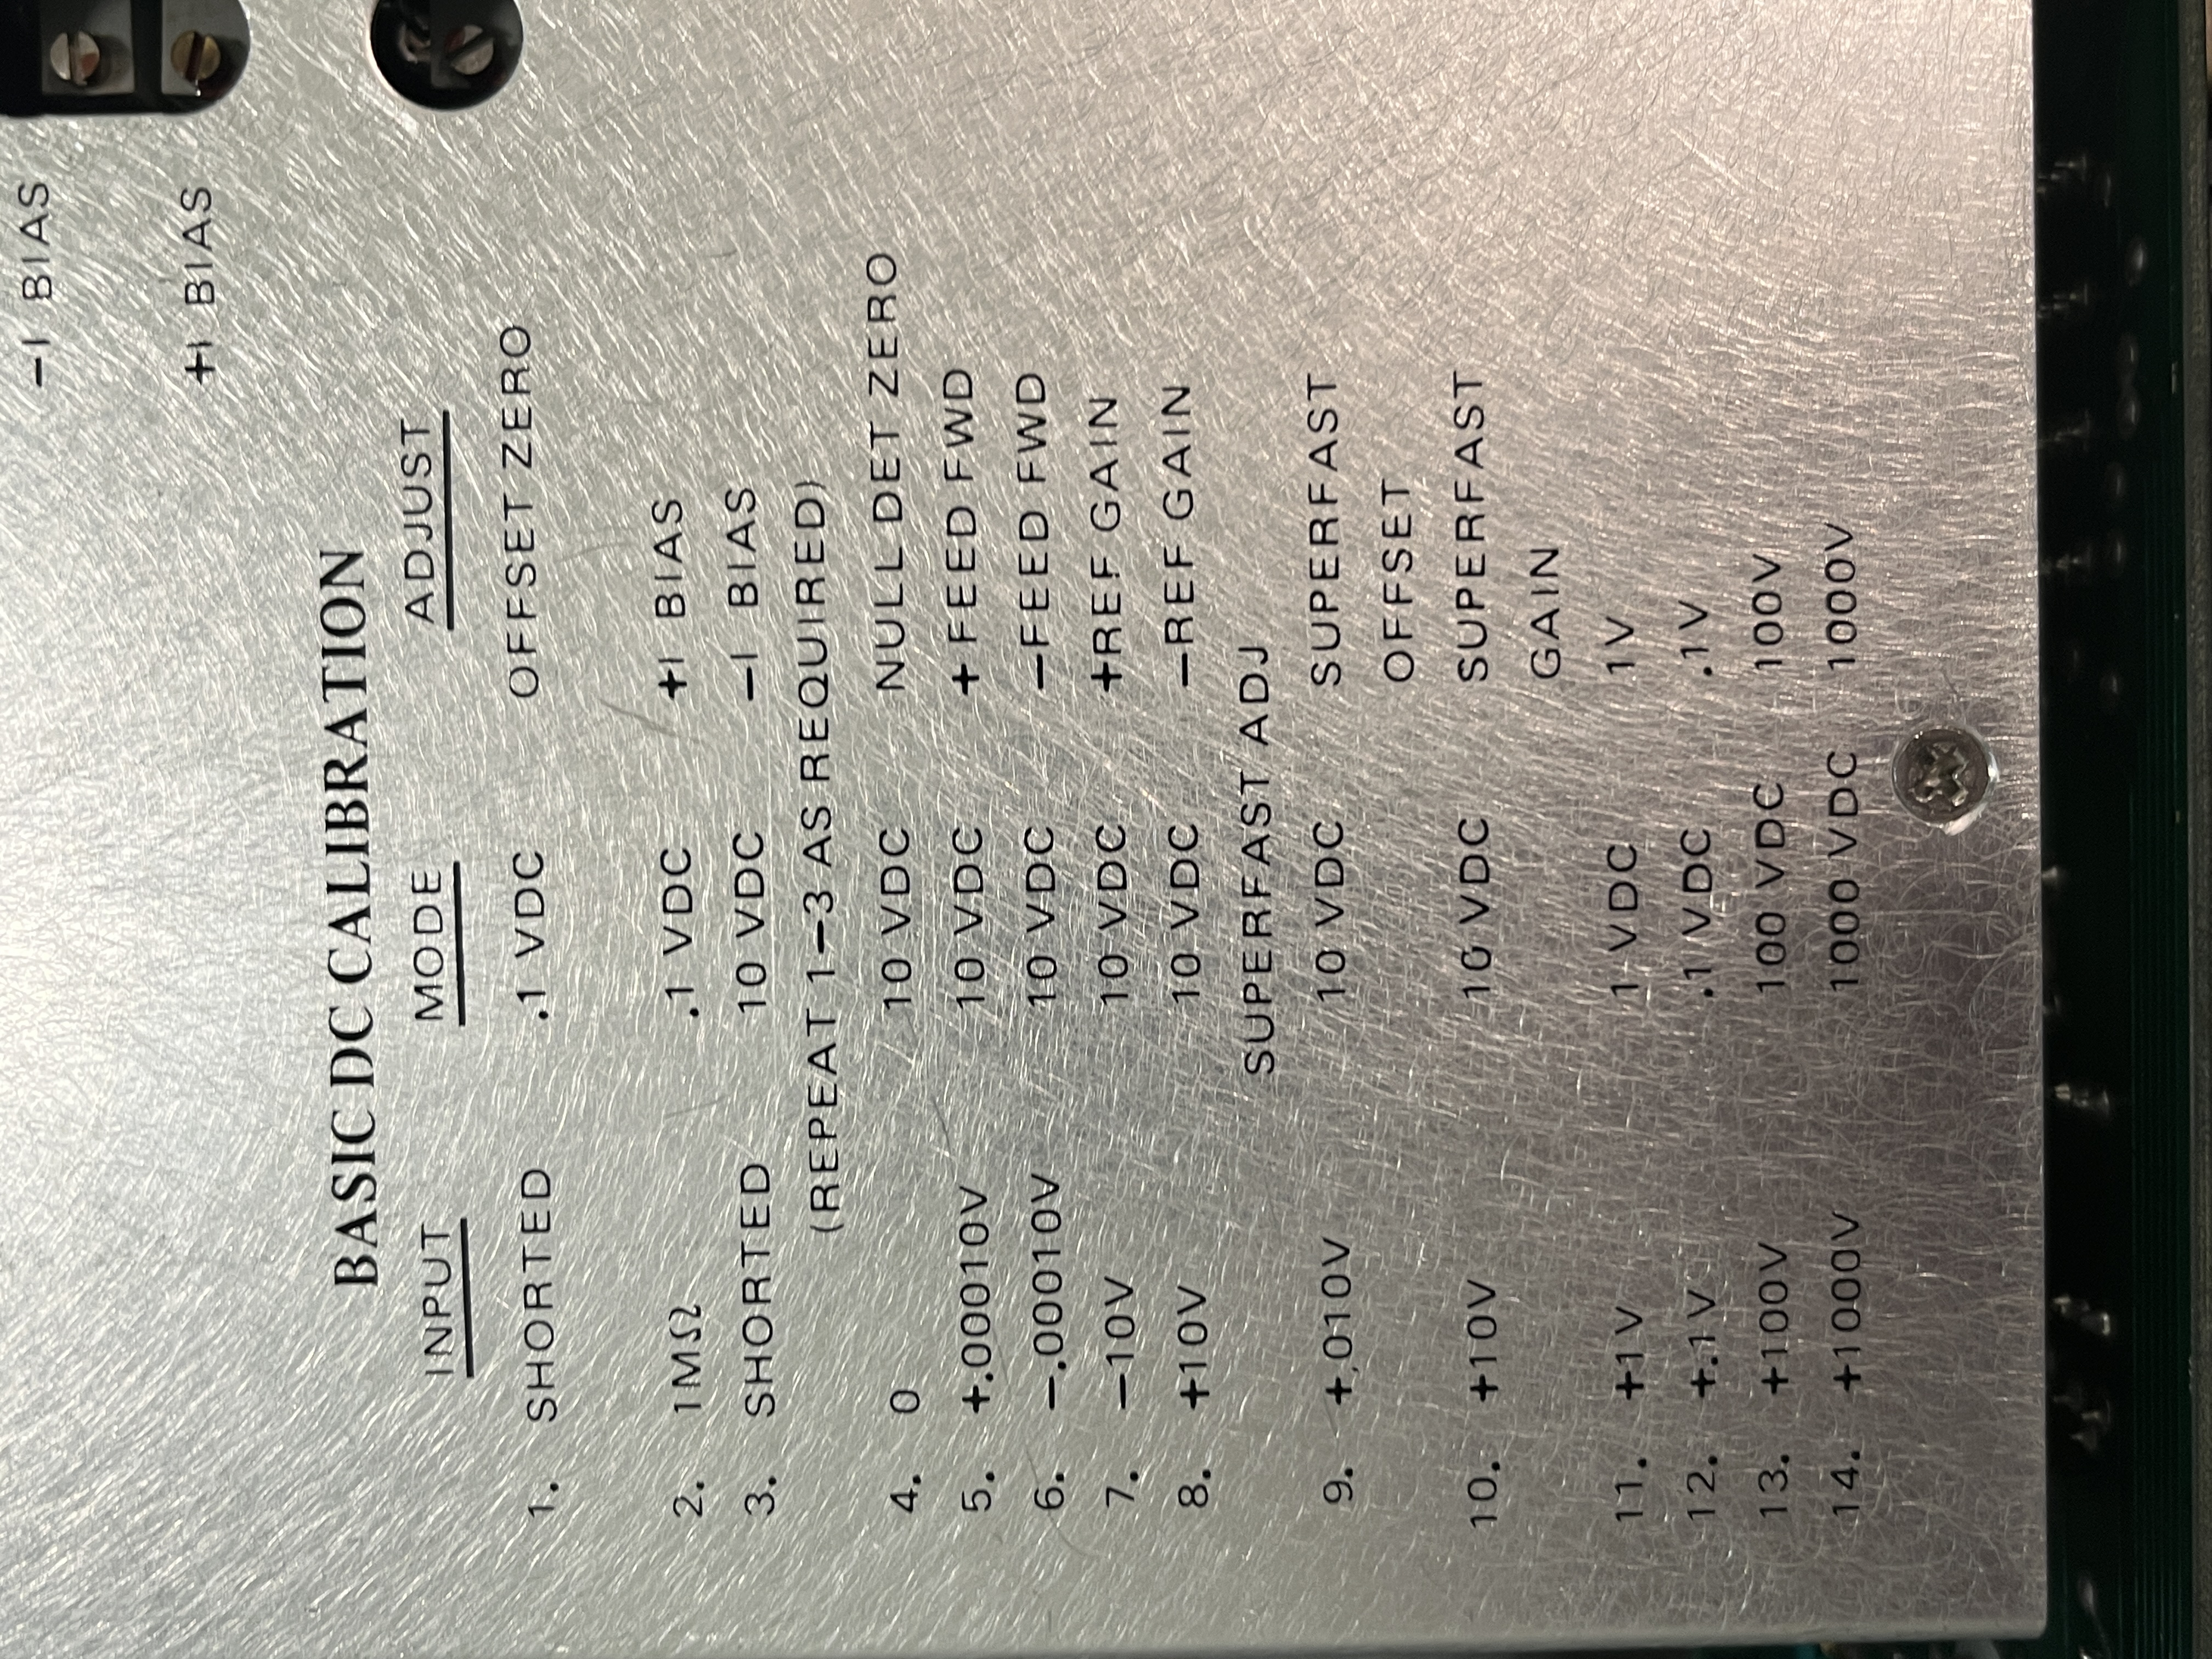 -I BIAS
+I BIAS
BASIC DC CALIBRATION
INPUT MODE ADJUST
1. SHORTED .1 VDC OFFSET ZERO
2. 1MΩ .1 VDC +I BIAS
3. SHORTED 10 VDC -I BIAS
(REPEAT 1-3 AS REQUIRED)
4. 0 10 VDC NULL DET ZERO
5. +.00010V 10 VDC + FEED FWD
6. -.00010V 10 VDC -FEED FWD
7. -10V 10 VDC +REF GAIN
8. +10V 10 VDC -REF GAIN
SUPERFAST ADJ
9. +.010V 10 VDC SUPERFAST
OFFSET
10. +10V 10 VDC SUPERFAST
GAIN
11. +1V 1 VDC 1V
12. +.1V .1 VDC .1V
13. +100V 100 VDC 100V
14. +1000V 1000 VDC 1000V